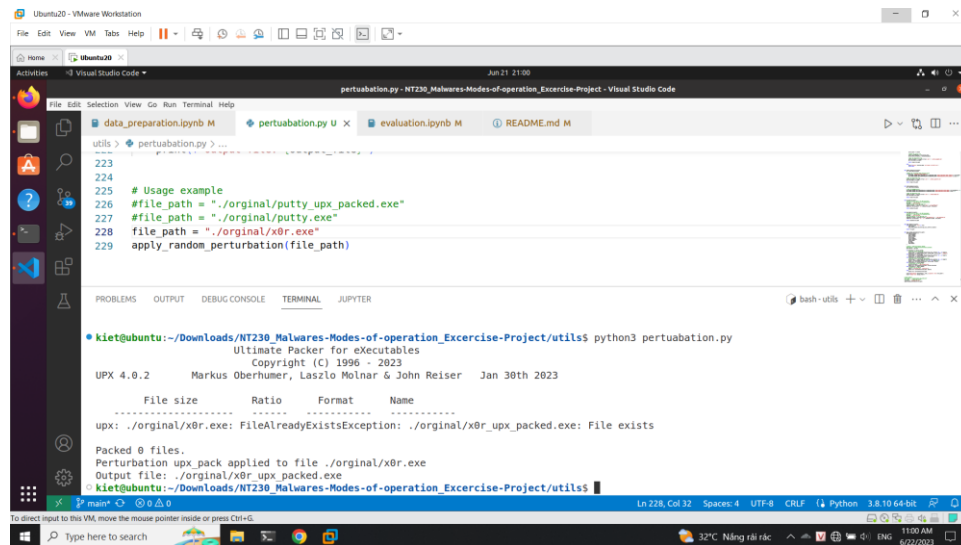 Ubuntu20 - VMware Workstation
File Edit View VM Tabs Help
Home Ubuntu20
Activities Visual Studio Code Jun 21 21:00
pertuabation.py - NT230_Malwares-Modes-of-operation_Excercise-Project - Visual Studio Code
File Edit Selection View Go Run Terminal Help
data_preparation.ipynb M pertuabation.py U evaluation.ipynb M README.md M
utils > pertuabation.py > ...
223
224
225 # Usage example
226 #file_path = "./orginal/putty_upx_packed.exe"
227 #file_path = "./orginal/putty.exe"
228 file_path = "./orginal/x0r.exe"
229 apply_random_perturbation(file_path)
PROBLEMS OUTPUT DEBUG CONSOLE TERMINAL JUPYTER bash - utils
kiet@ubuntu:~/Downloads/NT230_Malwares-Modes-of-operation_Excercise-Project/utils$ python3 pertuabation.py
Ultimate Packer for eXecutables
Copyright (C) 1996 - 2023
UPX 4.0.2 Markus Oberhumer, Laszlo Molnar & John Reiser Jan 30th 2023
File size Ratio Format Name
-------------------- ------ ----------- -----------
upx: ./orginal/x0r.exe: FileAlreadyExistsException: ./orginal/x0r_upx_packed.exe: File exists
Packed 0 files.
Perturbation upx_pack applied to file ./orginal/x0r.exe
Output file: ./orginal/x0r_upx_packed.exe
kiet@ubuntu:~/Downloads/NT230_Malwares-Modes-of-operation_Excercise-Project/utils$
main* 0 0 Ln 228, Col 32 Spaces: 4 UTF-8 CRLF Python 3.8.10 64-bit
To direct input to this VM, move the mouse pointer inside or press Ctrl+G.
Type here to search 32°C Nắng rải rác ENG 11:00 AM
6/22/2023